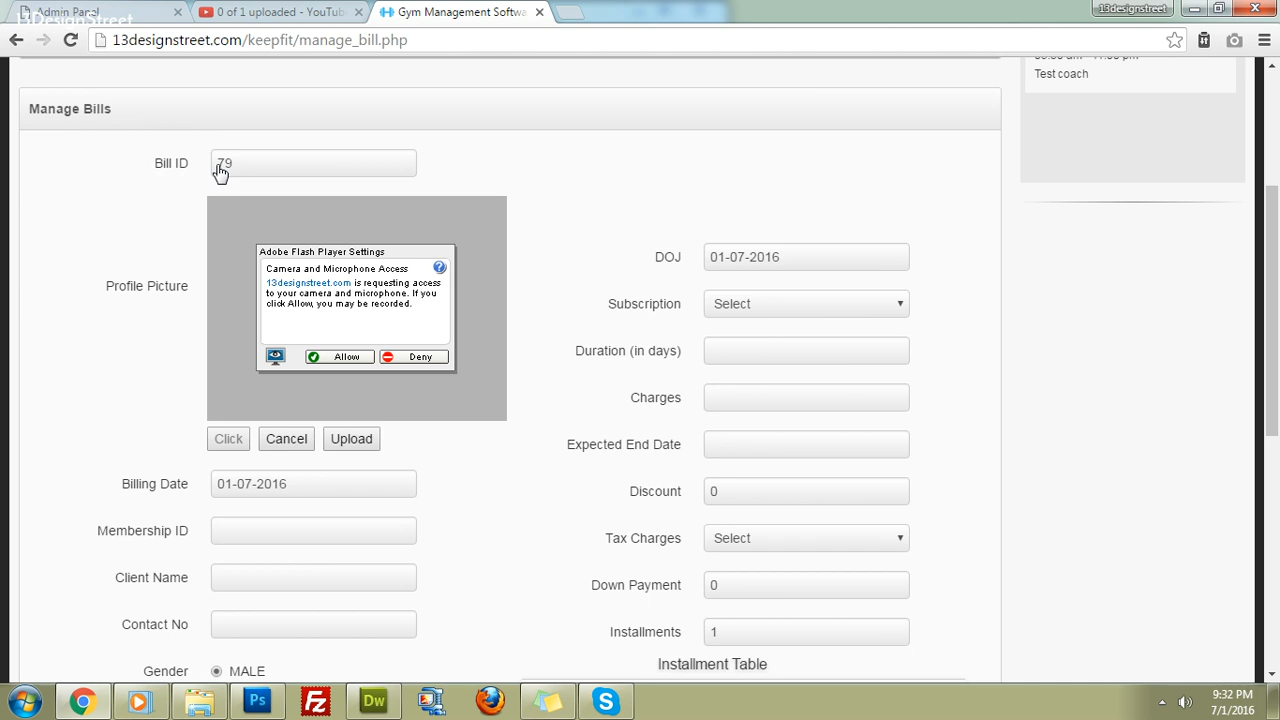 Admin Panel
0 of 1 uploaded - YouTub
Gym Management Softwa
13DesignStreet
13designstreet
13designstreet.com/keepfit/manage_bill.php
Test coach
Manage Bills
Bill ID 79
Adobe Flash Player Settings
Camera and Microphone Access
13designstreet.com is requesting access
to your camera and microphone. If you
click Allow, you may be recorded.
Allow Deny
Profile Picture
Click Cancel Upload
Billing Date 01-07-2016
Membership ID
Client Name
Contact No
Gender MALE
DOJ 01-07-2016
Subscription Select
Duration (in days)
Charges
Expected End Date
Discount 0
Tax Charges Select
Down Payment 0
Installments 1
Installment Table
Ps Fz Dw S
9:32 PM
7/1/2016